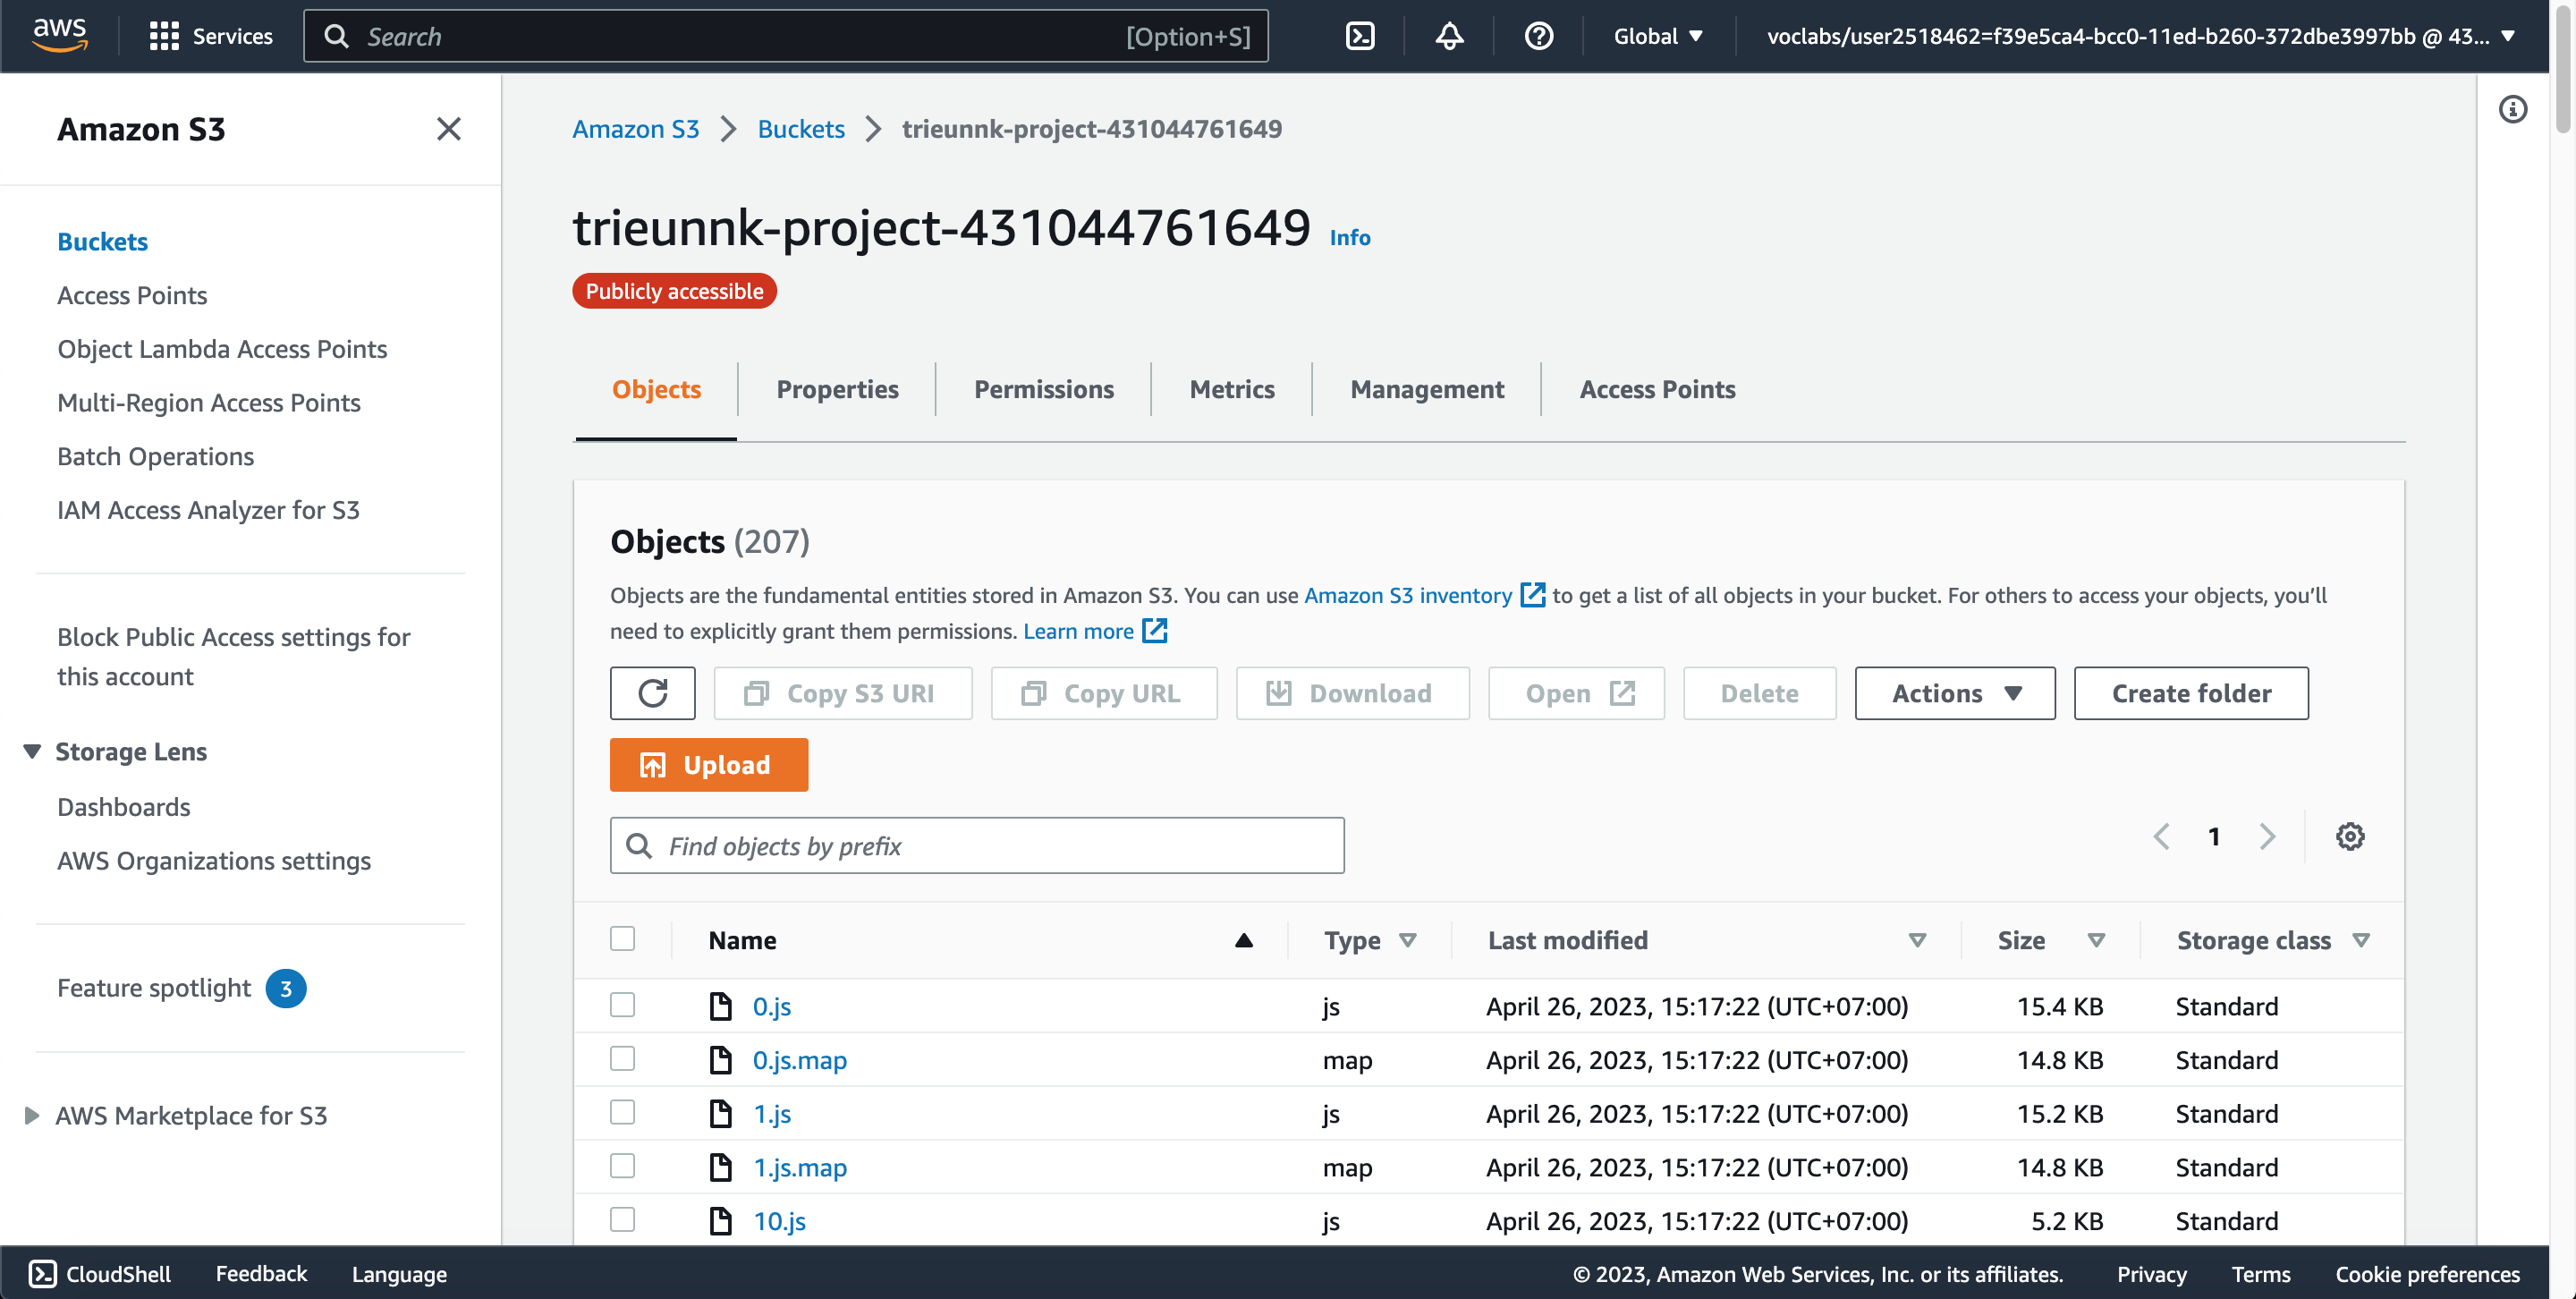 aws
Services
Search
[Option+S]
Global
voclabs/user2518462=f39e5ca4-bcc0-11ed-b260-372dbe3997bb @ 43...
Amazon S3
Buckets
Access Points
Object Lambda Access Points
Multi-Region Access Points
Batch Operations
IAM Access Analyzer for S3
Block Public Access settings for
this account
Storage Lens
Dashboards
AWS Organizations settings
Feature spotlight 3
AWS Marketplace for S3
Amazon S3 Buckets trieunnk-project-431044761649
trieunnk-project-431044761649 Info
Publicly accessible
Objects Properties Permissions Metrics Management Access Points
Objects (207)
Objects are the fundamental entities stored in Amazon S3. You can use Amazon S3 inventory to get a list of all objects in your bucket. For others to access your objects, you'll
need to explicitly grant them permissions. Learn more
Copy S3 URI Copy URL Download Open Delete Actions Create folder
Upload
Find objects by prefix
1
Name Type Last modified Size Storage class
0.js js April 26, 2023, 15:17:22 (UTC+07:00) 15.4 KB Standard
0.js.map map April 26, 2023, 15:17:22 (UTC+07:00) 14.8 KB Standard
1.js js April 26, 2023, 15:17:22 (UTC+07:00) 15.2 KB Standard
1.js.map map April 26, 2023, 15:17:22 (UTC+07:00) 14.8 KB Standard
10.js js April 26, 2023, 15:17:22 (UTC+07:00) 5.2 KB Standard
CloudShell Feedback Language © 2023, Amazon Web Services, Inc. or its affiliates. Privacy Terms Cookie preferences